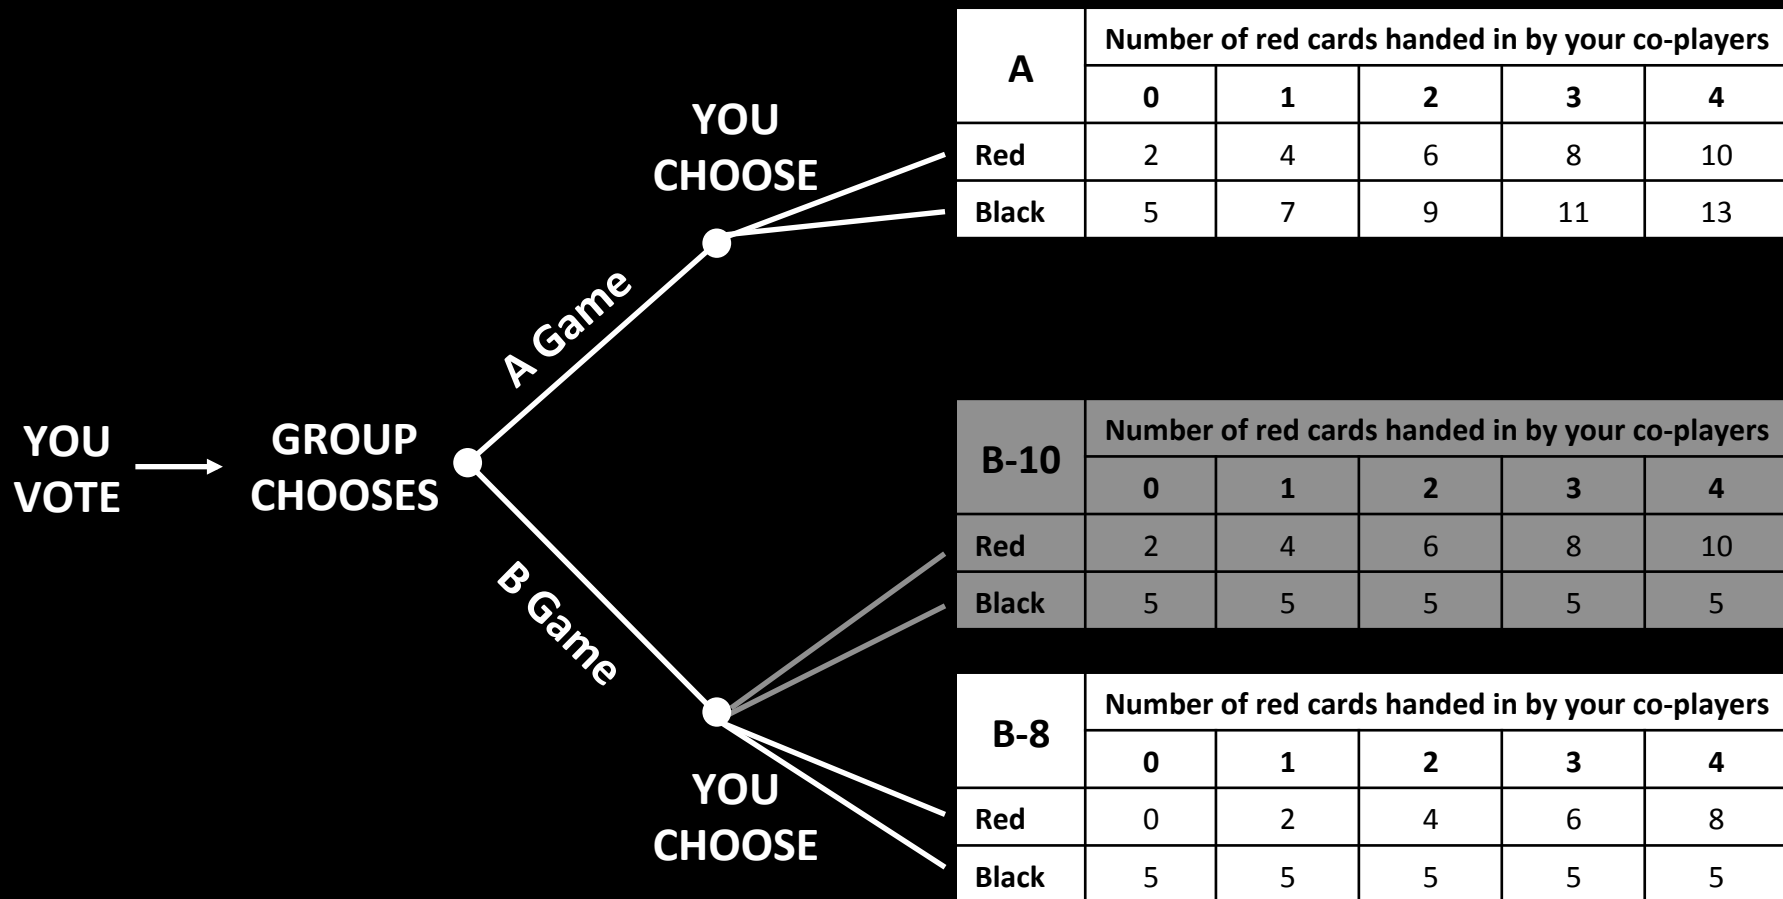 YOU
VOTE
GROUP
CHOOSES
A Game
B Game
YOU
CHOOSE
A
Number of red cards handed in by your co-players
0 1 2 3 4
Red 2 4 6 8 10
Black 5 7 9 11 13
B-10
Number of red cards handed in by your co-players
0 1 2 3 4
Red 2 4 6 8 10
Black 5 5 5 5 5
YOU
CHOOSE
B-8
Number of red cards handed in by your co-players
0 1 2 3 4
Red 0 2 4 6 8
Black 5 5 5 5 5